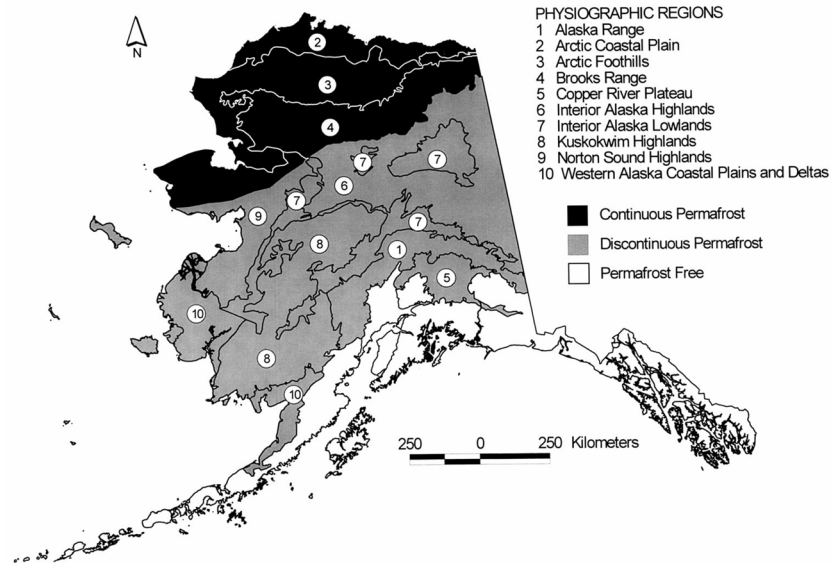 PHYSIOGRAPHIC REGIONS
1 Alaska Range
2 Arctic Coastal Plain
3 Arctic Foothills
4 Brooks Range
5 Copper River Plateau
6 Interior Alaska Highlands
7 Interior Alaska Lowlands
8 Kuskokwim Highlands
9 Norton Sound Highlands
10 Western Alaska Coastal Plains and Deltas
Continuous Permafrost
Discontinuous Permafrost
Permafrost Free
N
2
3
4
7
7
6
7
9
7
8
1
5
10
8
10
250 0 250 Kilometers